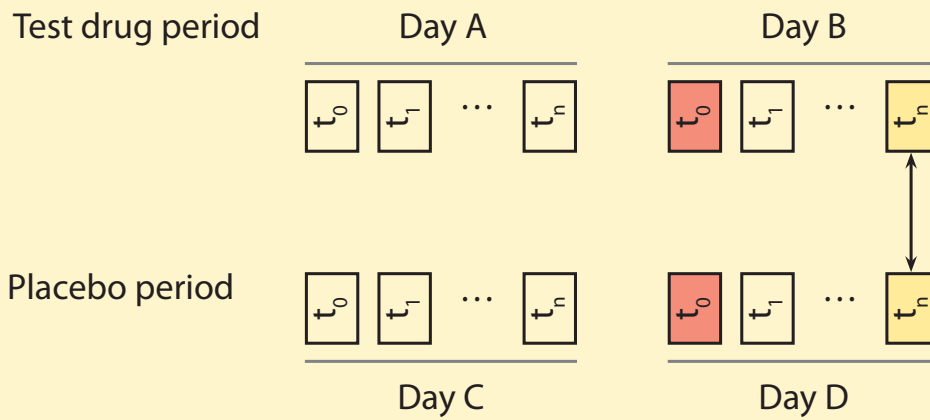 Test drug period Day A Day B
t0 t1 ... tn t0 t1 ... tn
Placebo period
t0 t1 ... tn t0 t1 ... tn
Day C Day D